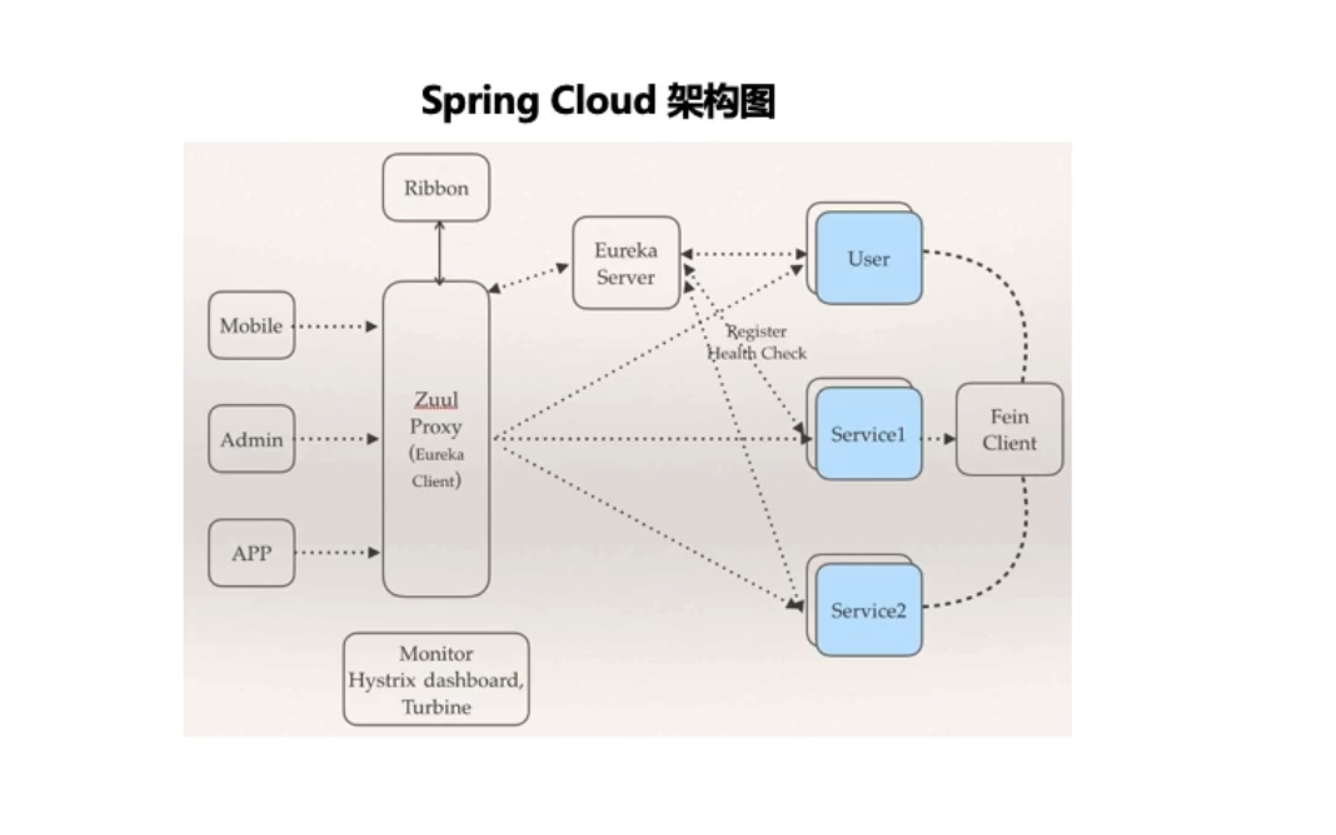 Spring Cloud 架构图
Ribbon
Eureka
Server
User
Mobile
Register
Health Check
Zuul
Proxy
(Eureka
Client)
Admin
Service1
Fein
Client
APP
Service2
Monitor
Hystrix dashboard,
Turbine